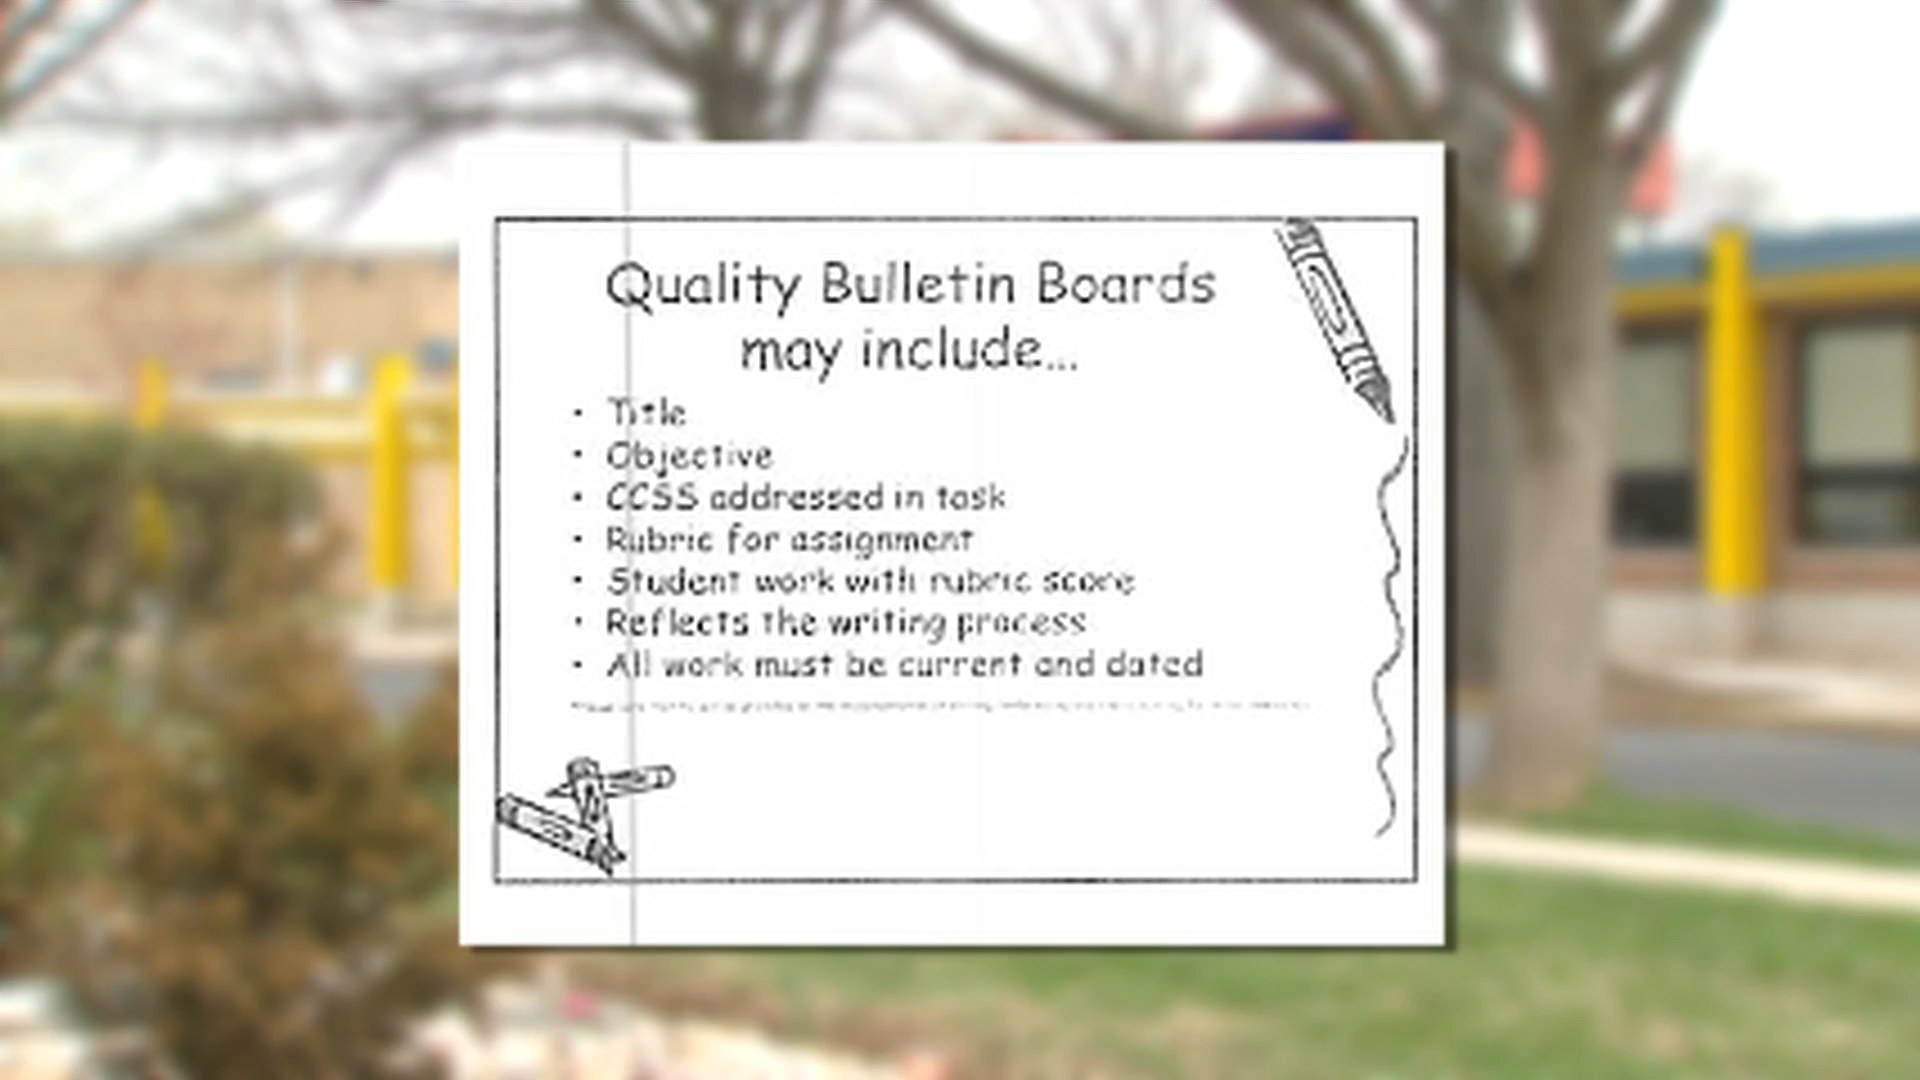 Quality Bulletin Boards
may include...
• Title
• Objective
• CCSS addressed in task
• Rubric for assignment
• Student work with rubric score
• Reflects the writing process
• All work must be current and dated